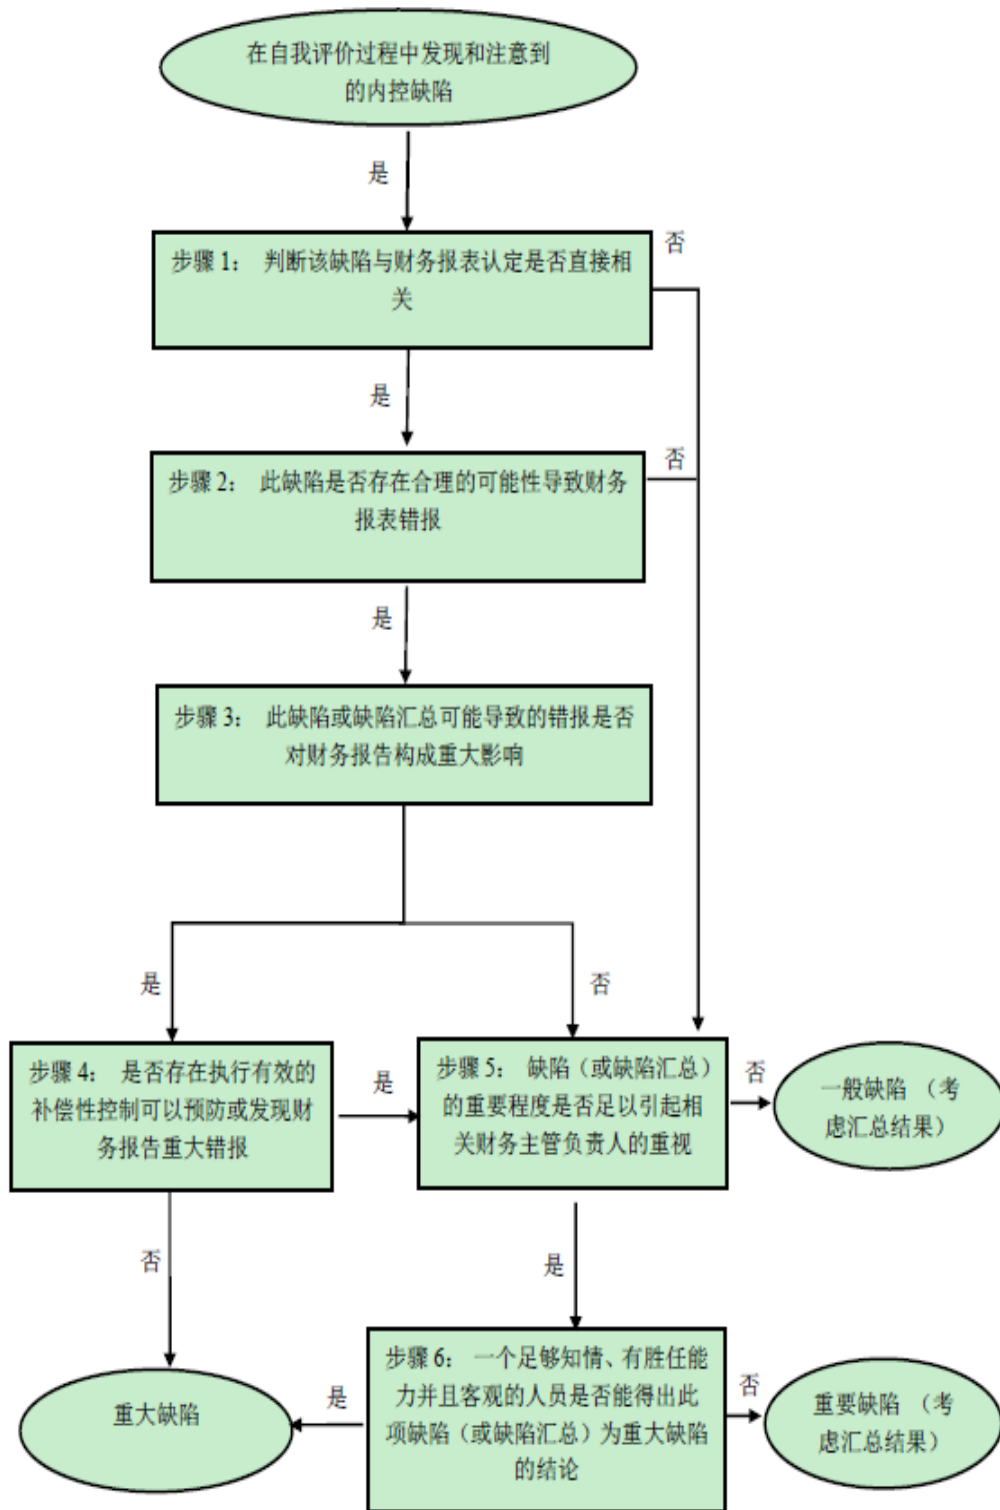 在自我评价过程中发现和注意到
的内控缺陷
是
步骤 1： 判断该缺陷与财务报表认定是否直接相
关
否
是
步骤 2： 此缺陷是否存在合理的可能性导致财务
报表错报
否
是
步骤 3： 此缺陷或缺陷汇总可能导致的错报是否
对财务报告构成重大影响
是
否
步骤 4： 是否存在执行有效的
补偿性控制可以预防或发现财
务报告重大错报
是
步骤 5： 缺陷（或缺陷汇总）
的重要程度是否足以引起相
关财务主管负责人的重视
否
一般缺陷 （考
虑汇总结果）
否
是
步骤 6： 一个足够知情、有胜任能
力并且客观的人员是否能得出此
项缺陷（或缺陷汇总）为重大缺陷
的结论
是
重大缺陷
否
重要缺陷 （考
虑汇总结果）